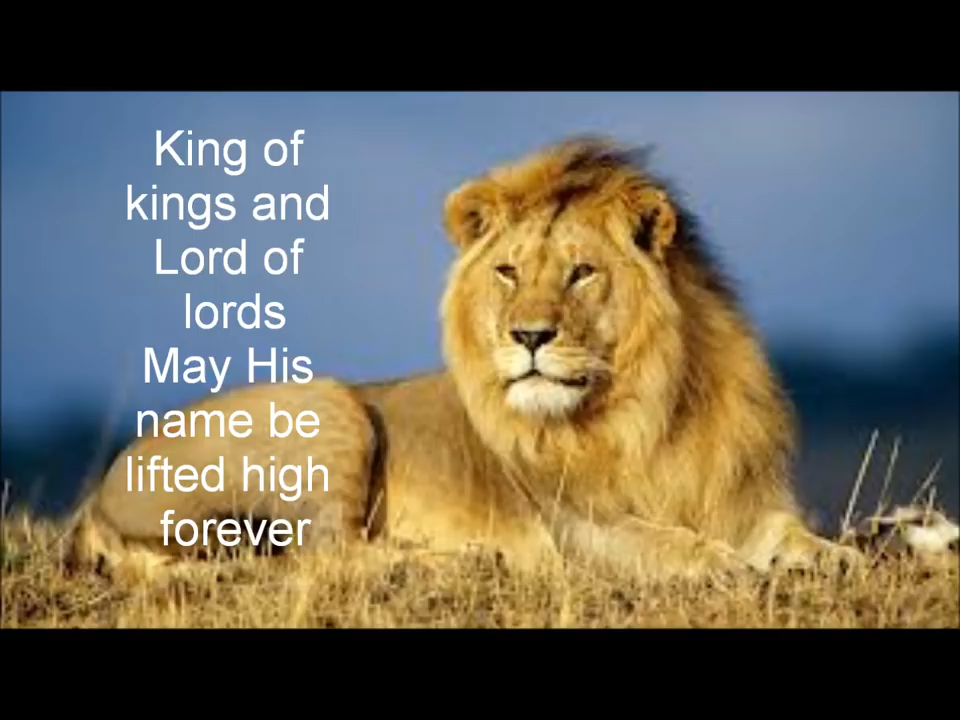 King of
kings and
Lord of
lords
May His
name be
lifted high
forever